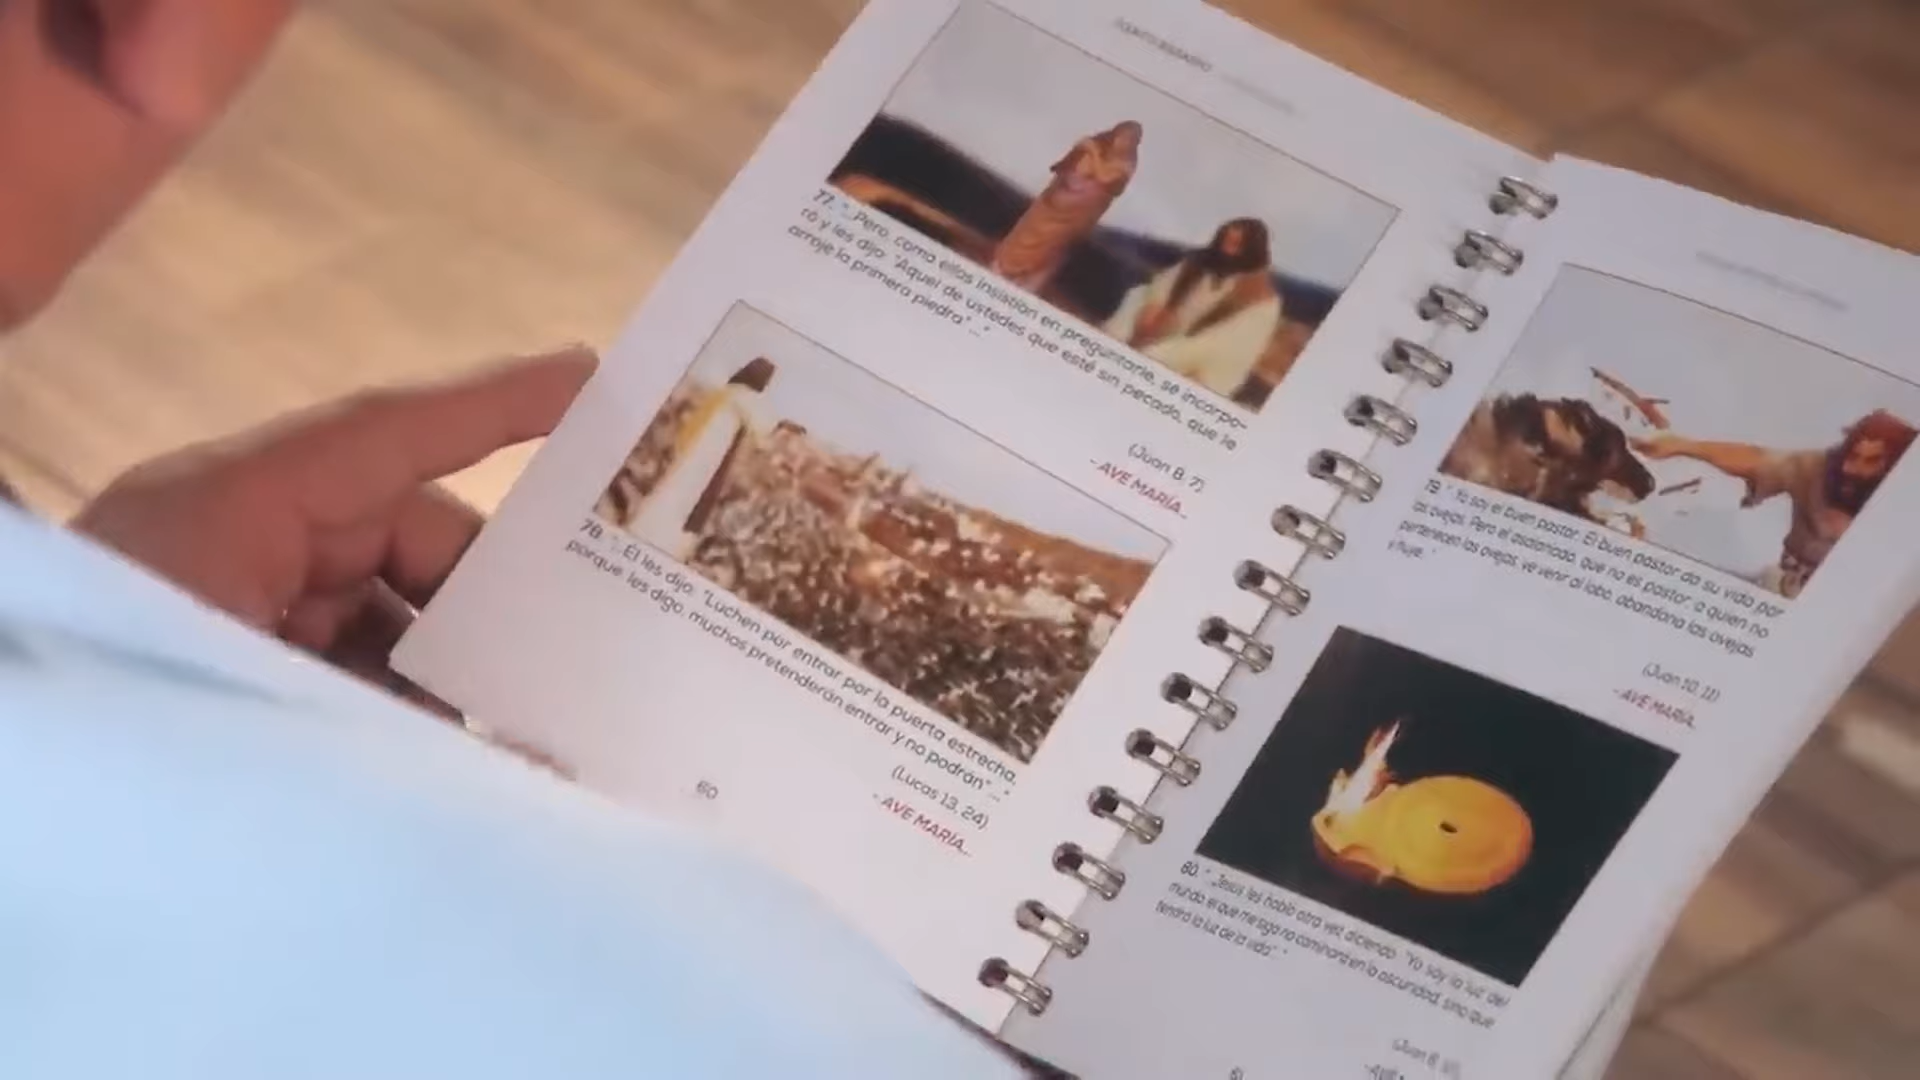 77. "...Pero, como ellos insistían en preguntarle, se incorpo-
ró y les dijo: "Aquel de ustedes que esté sin pecado, que le
arroje la primera piedra"..."
(Juan 8, 7)
- AVE MARÍA...
78. "...Él les dijo: "Luchen por entrar por la puerta estrecha,
porque, les digo, muchos pretenderán entrar y no podrán"..."
(Lucas 13, 24)
- AVE MARÍA...
60
79. " Yo soy el buen pastor. El buen pastor da su vida por
las ovejas. Pero el asalariado, que no es pastor, a quien no
pertenecen las ovejas, ve venir al lobo, abandona las ovejas
y huye. "
(Juan 10, 11)
- AVE MARÍA...
80. " Jesús les habló otra vez diciendo: "Yo soy la luz del
mundo; el que me siga no caminará en la oscuridad, sino que
tendrá la luz de la vida". "
(Juan 8,
- AVE
61